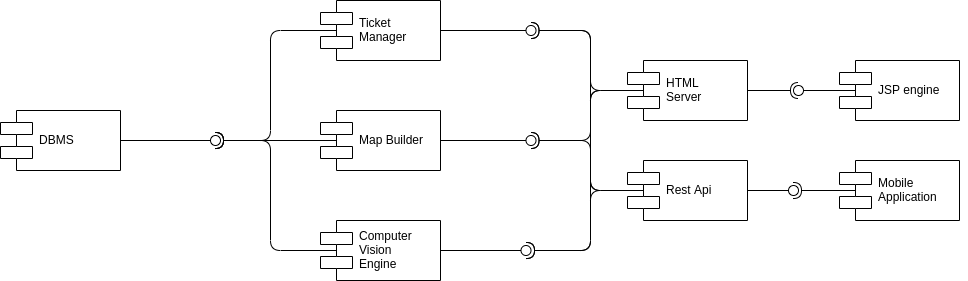 Ticket
Manager
HTML
Server
JSP engine
DBMS
Map Builder
Rest Api
Mobile
Application
Computer
Vision
Engine